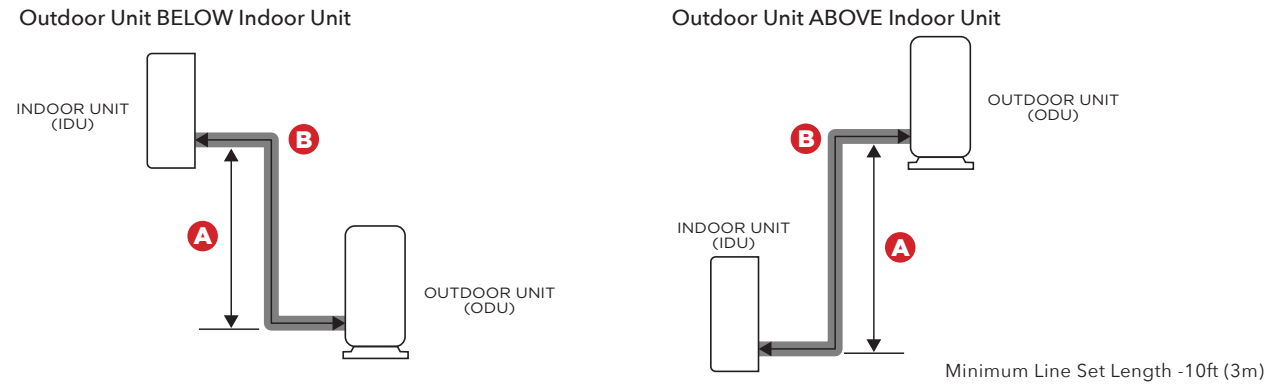 Outdoor Unit BELOW Indoor Unit
INDOOR UNIT
(IDU)
B
A
OUTDOOR UNIT
(ODU)
Outdoor Unit ABOVE Indoor Unit
OUTDOOR UNIT
(ODU)
B
INDOOR UNIT
(IDU)
A
Minimum Line Set Length -10ft (3m)